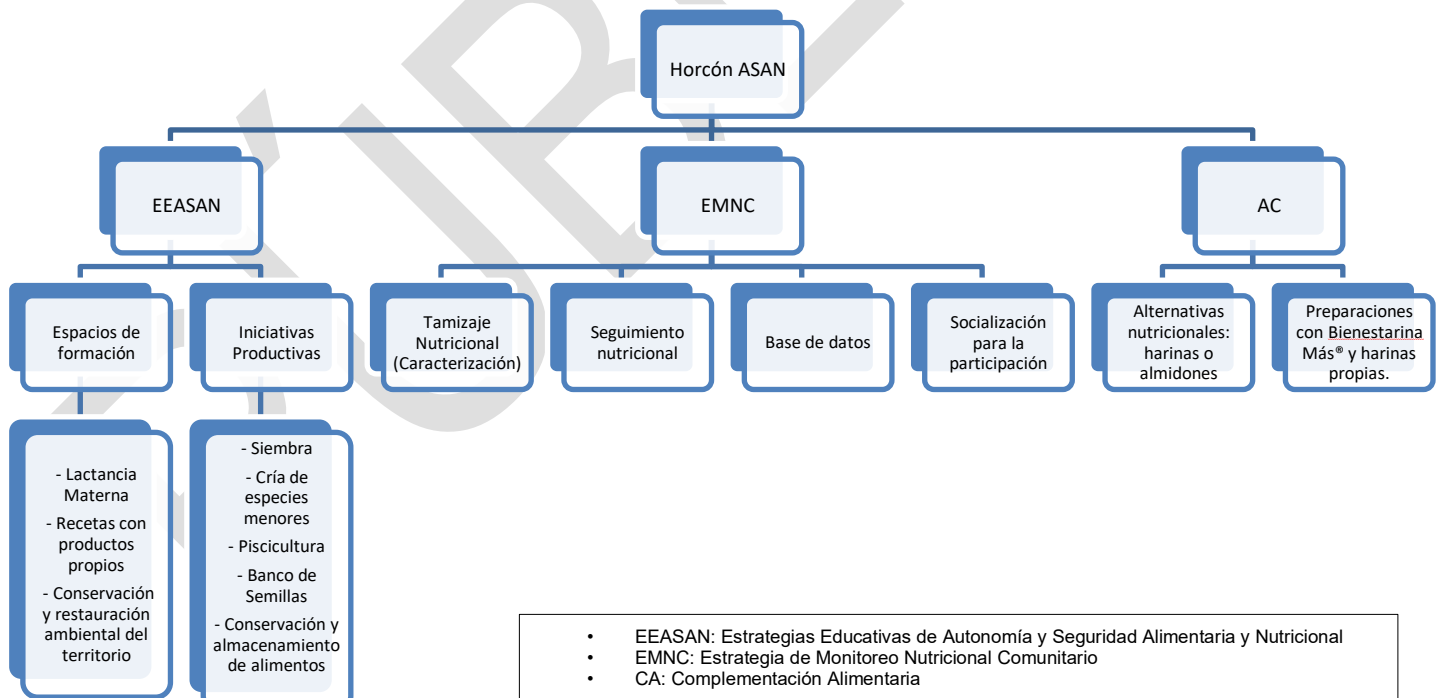 Horcón ASAN
EEASAN
EMNC
AC
Espacios de
formación
Iniciativas
Productivas
Tamizaje
Nutricional
(Caracterización)
Seguimiento
nutricional
Base de datos
Socialización
para la
participación
Alternativas
nutricionales:
harinas o
almidones
Preparaciones
con Bienestarina
Más® y harinas
propias.
- Lactancia
Materna
- Recetas con
productos
propios
- Conservación
y restauración
ambiental del
territorio
- Siembra
- Cría de
especies
menores
- Piscicultura
- Banco de
Semillas
- Conservación y
almacenamiento
de alimentos
• EEASAN: Estrategias Educativas de Autonomía y Seguridad Alimentaria y Nutricional
• EMNC: Estrategia de Monitoreo Nutricional Comunitario
• CA: Complementación Alimentaria